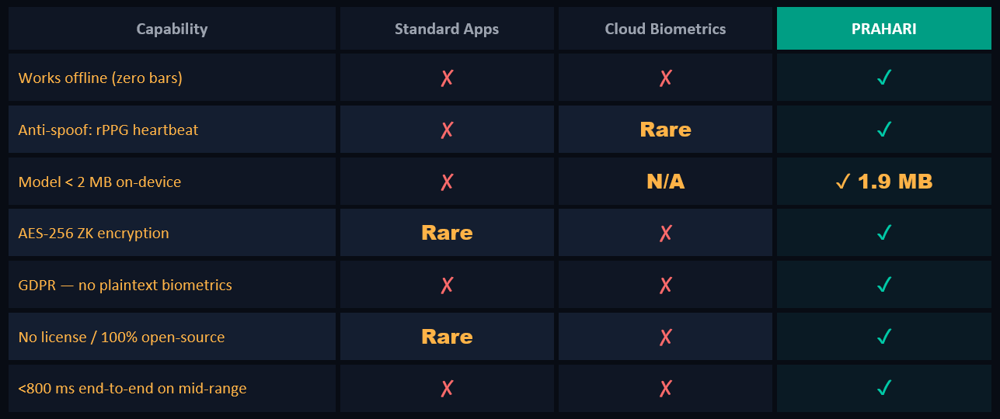 Capability Standard Apps Cloud Biometrics PRAHARI
Works offline (zero bars) ✗ ✗ ✓
Anti-spoof: rPPG heartbeat ✗ Rare ✓
Model < 2 MB on-device ✗ N/A ✓ 1.9 MB
AES-256 ZK encryption Rare ✗ ✓
GDPR — no plaintext biometrics ✗ ✗ ✓
No license / 100% open-source Rare ✗ ✓
<800 ms end-to-end on mid-range ✗ ✗ ✓